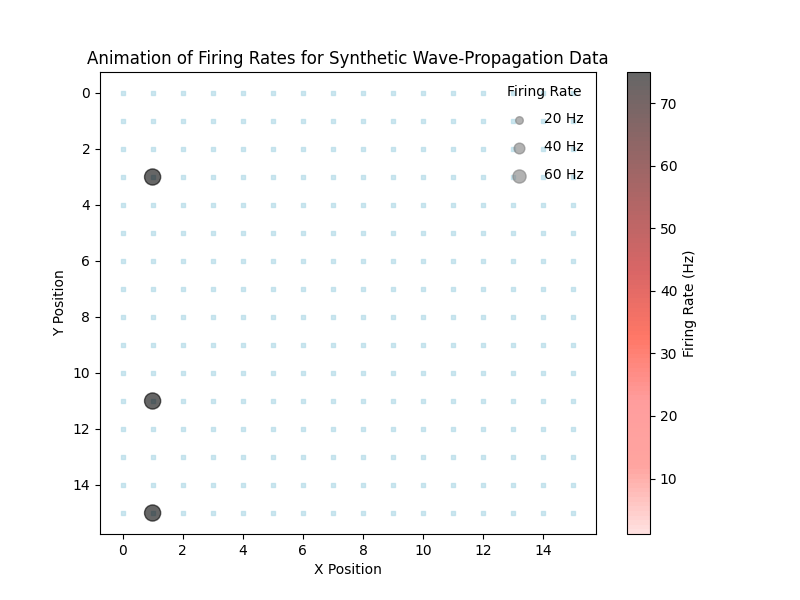 Animation of Firing Rates for Synthetic Wave-Propagation Data
Firing Rate
20 Hz
40 Hz
60 Hz
0
2
4
6
8
10
12
14
Y Position
0 2 4 6 8 10 12 14
X Position
70
60
50
40
30
20
10
Firing Rate (Hz)